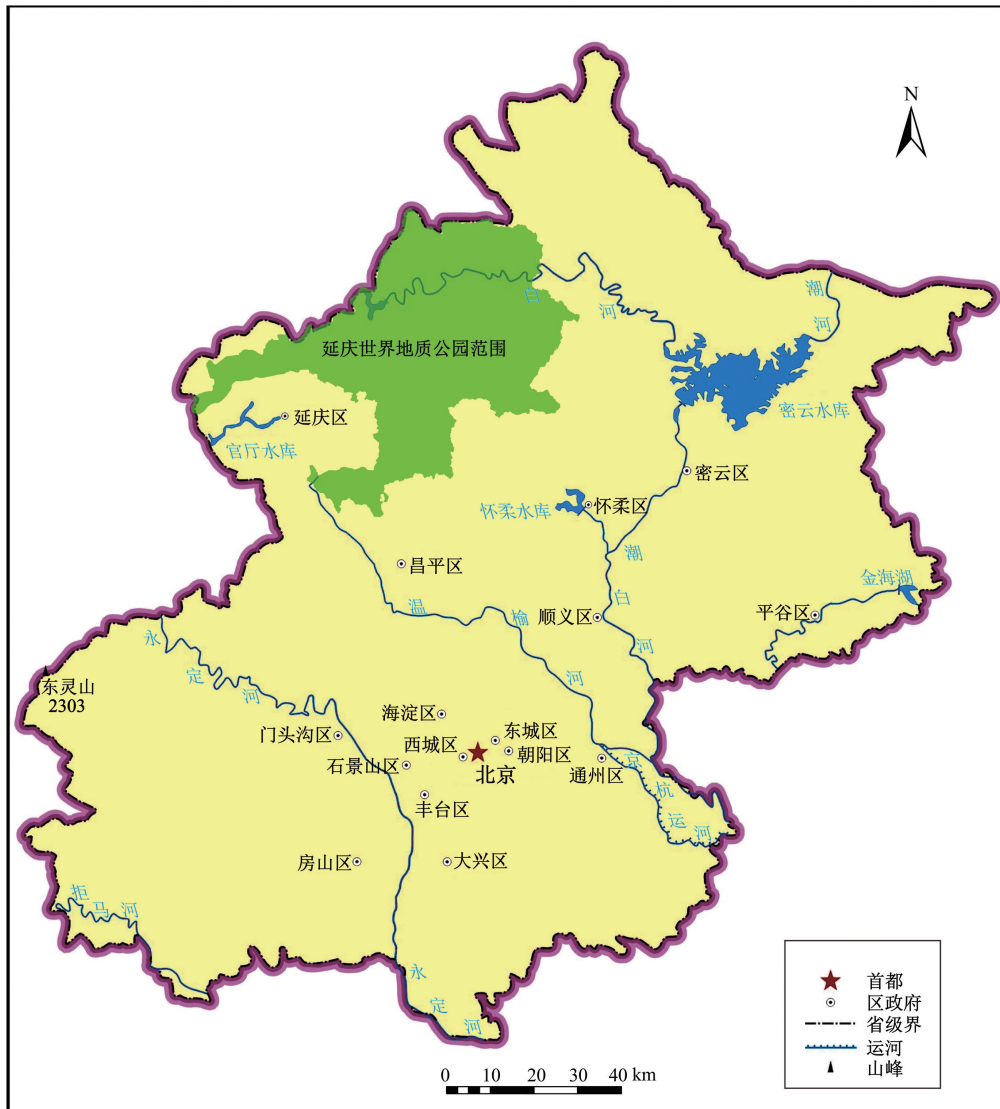 N
白
河
潮
河
延庆世界地质公园范围
延庆区
官厅水库
密云水库
密云区
怀柔水库
怀柔区
昌平区
潮
白
河
金海湖
平谷区
顺义区
温
榆
河
永
定
河
东灵山
2303
海淀区
门头沟区
西城区
东城区
朝阳区
石景山区
北京
通州区
京
杭
运
河
丰台区
房山区
大兴区
拒
马
河
永
定
河
首都
区政府
省级界
运河
山峰
0 10 20 30 40 km